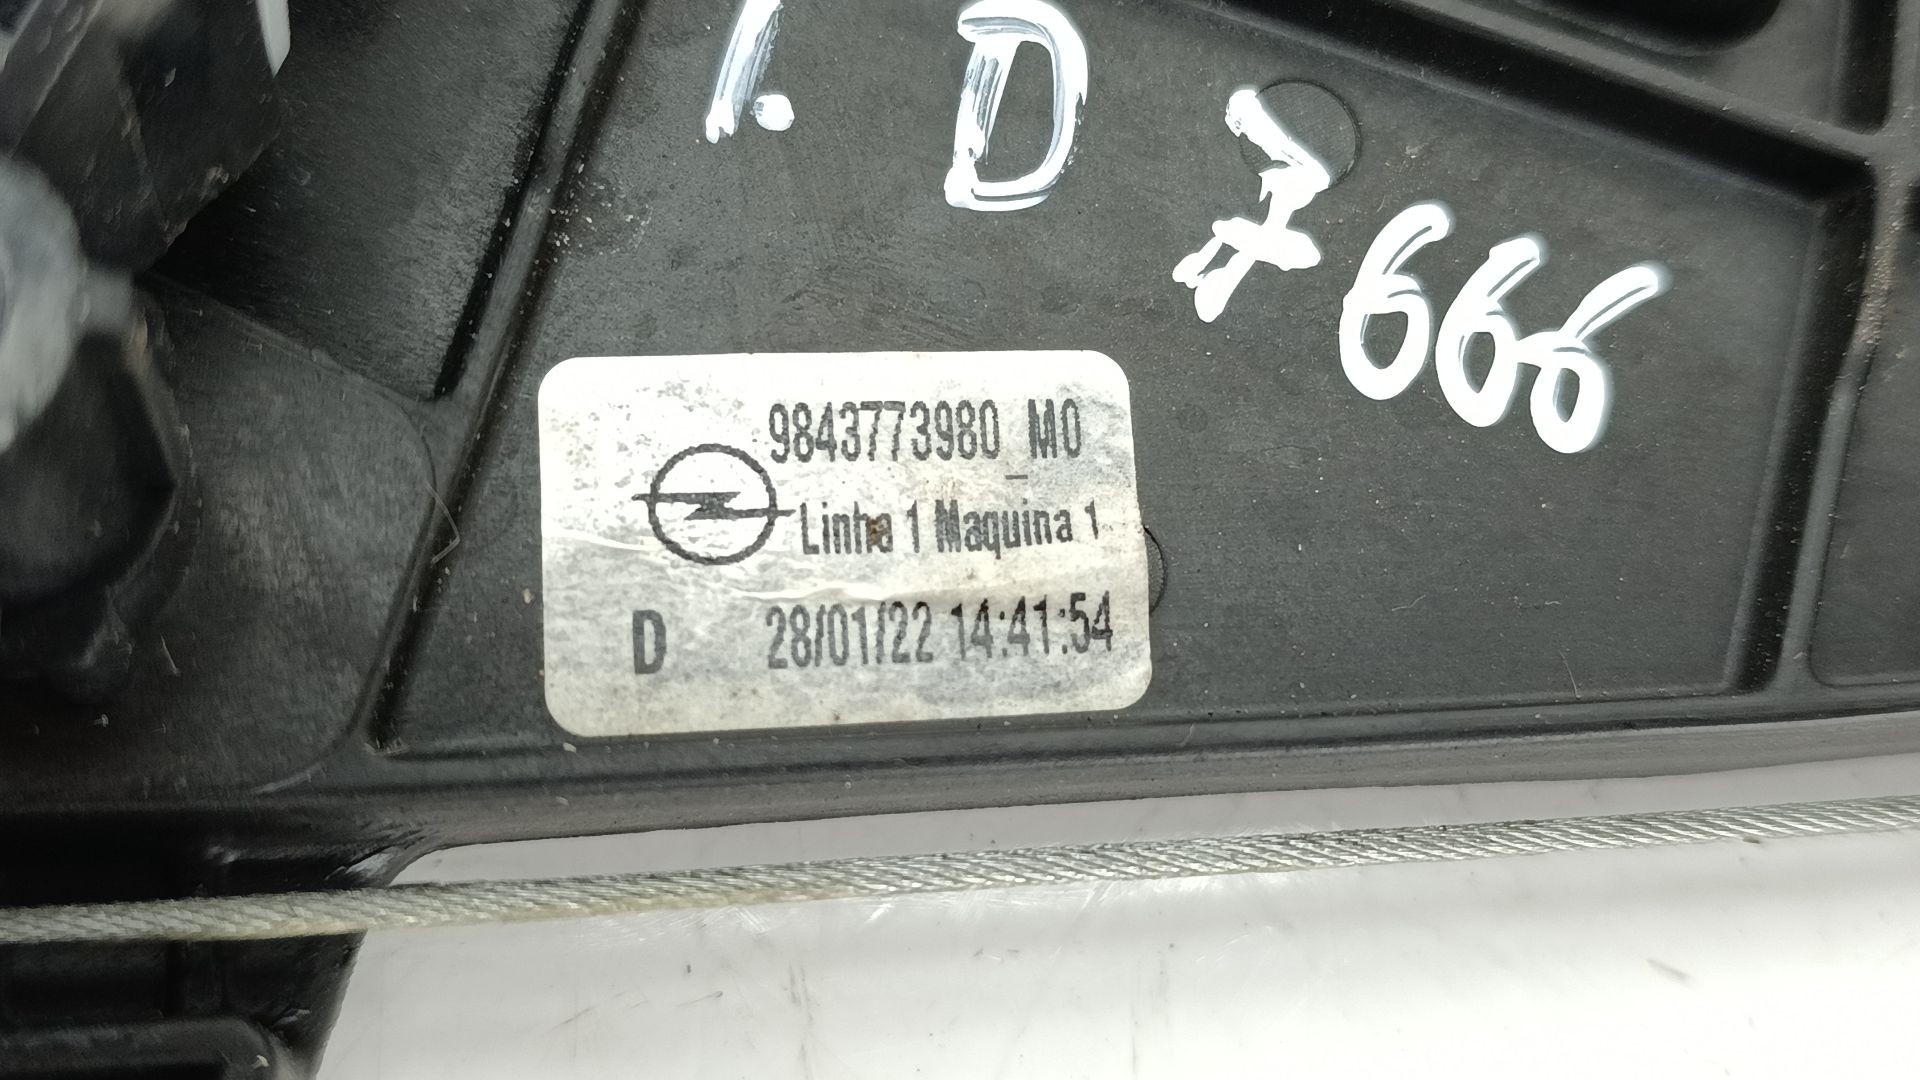 1. D 7666
9843773980_M0
Linha 1 Maquina 1
D 28/01/22 14:41:54